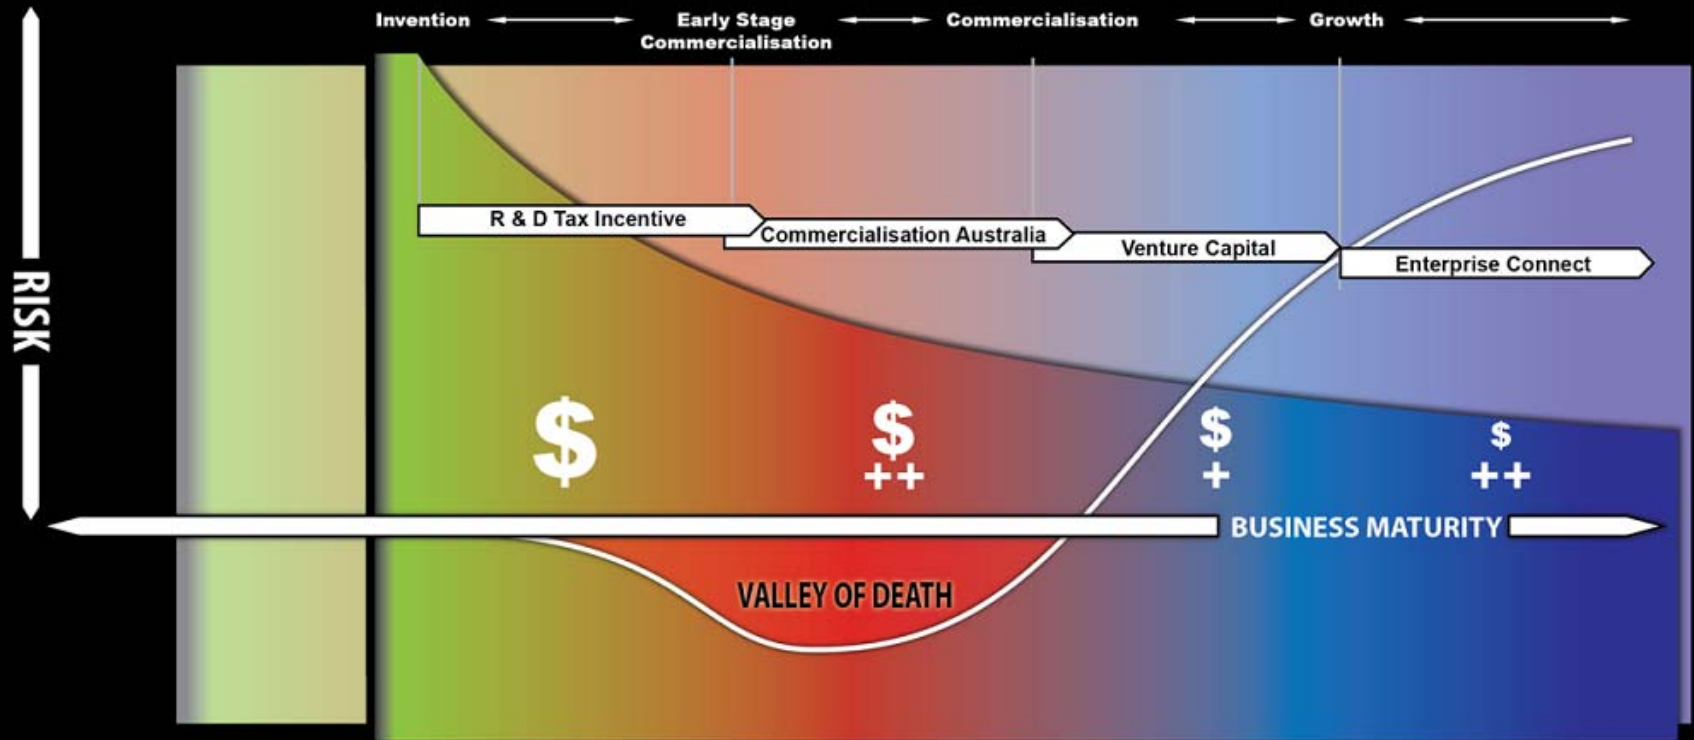 Invention
Early Stage
Commercialisation
Commercialisation
Growth
RISK
R & D Tax Incentive
Commercialisation Australia
Venture Capital
Enterprise Connect
$
$
++
$
+
$
++
BUSINESS MATURITY
VALLEY OF DEATH